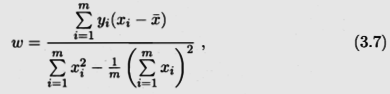 w = \frac{\sum_{i=1}^{m} y_i(x_i - \bar{x})}{\sum_{i=1}^{m} x_i^2 - \frac{1}{m}\left(\sum_{i=1}^{m} x_i\right)^2} , (3.7)